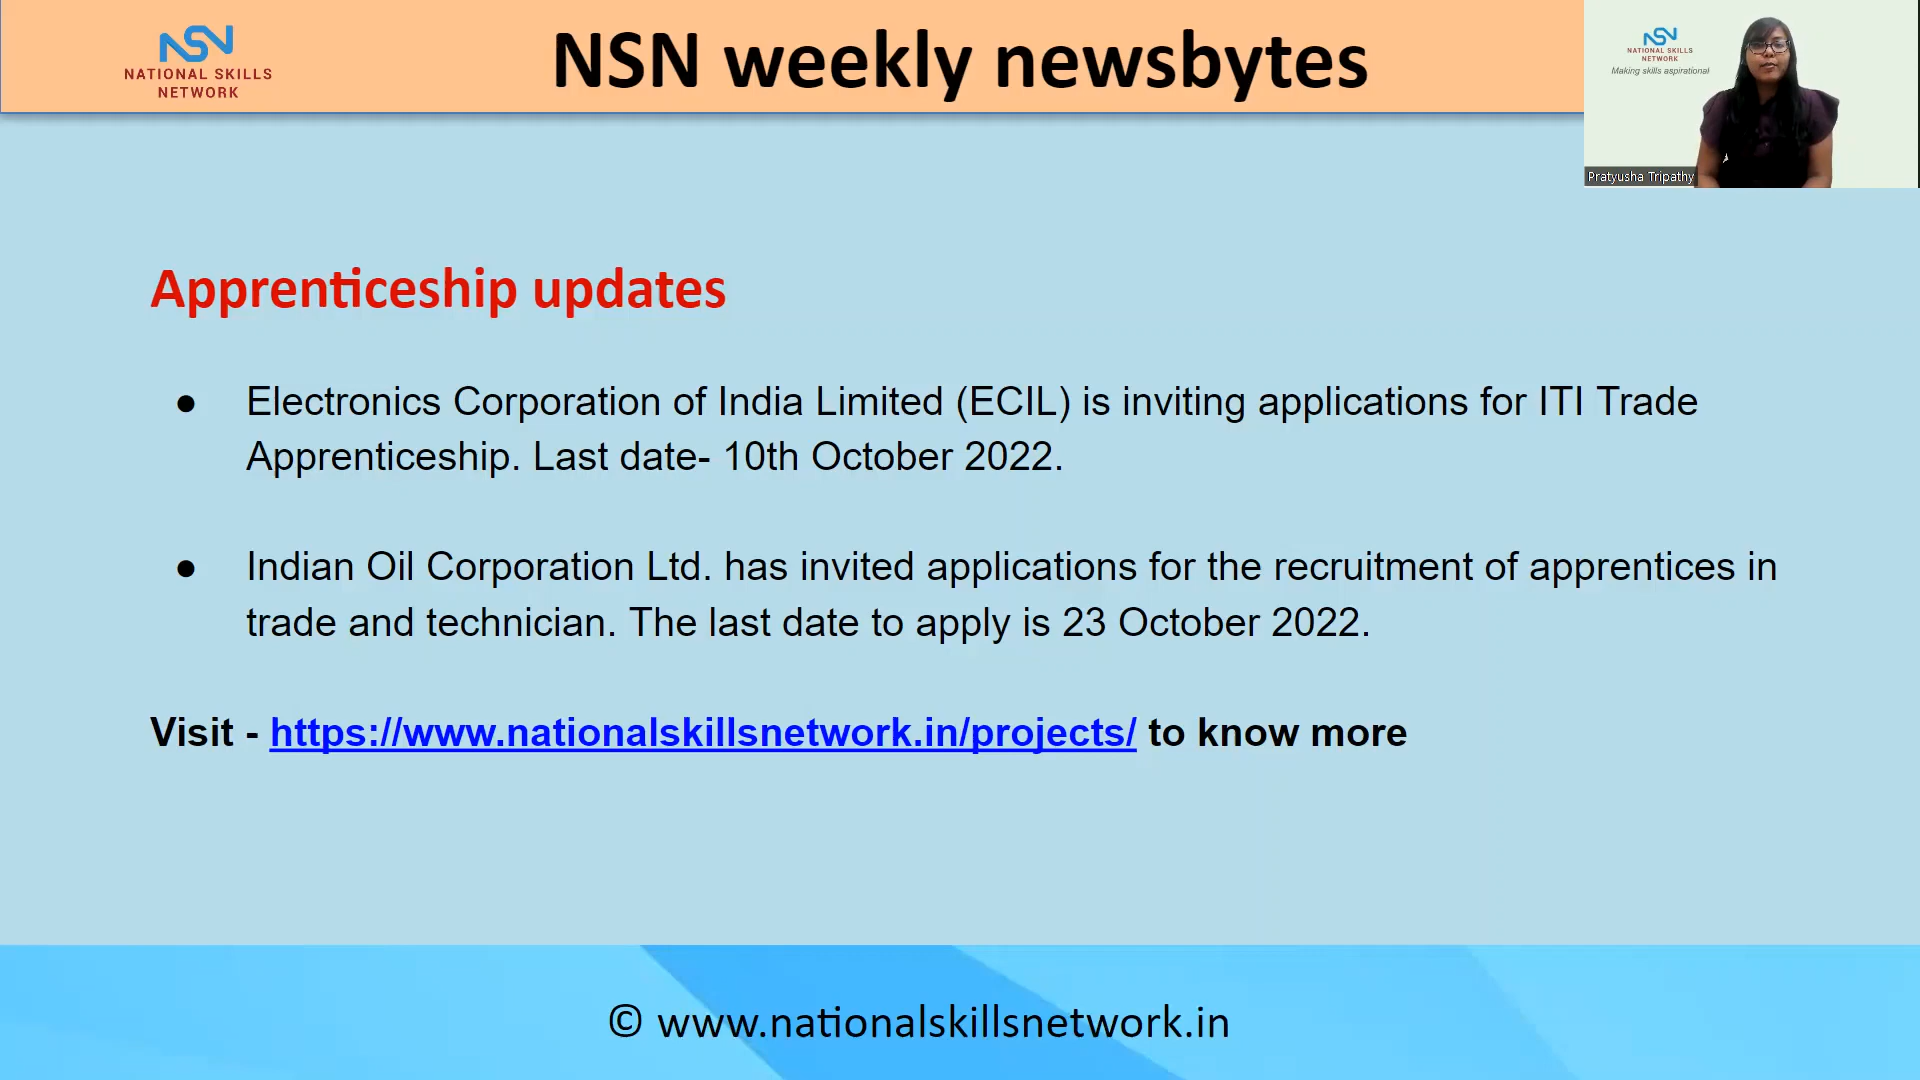 NSN
NATIONAL SKILLS
NETWORK
NSN weekly newsbytes
NSN
NATIONAL SKILLS
NETWORK
Making skills aspirational
Pratyusha Tripathy
Apprenticeship updates
● Electronics Corporation of India Limited (ECIL) is inviting applications for ITI Trade
Apprenticeship. Last date- 10th October 2022.
● Indian Oil Corporation Ltd. has invited applications for the recruitment of apprentices in
trade and technician. The last date to apply is 23 October 2022.
Visit - https://www.nationalskillsnetwork.in/projects/ to know more
© www.nationalskillsnetwork.in